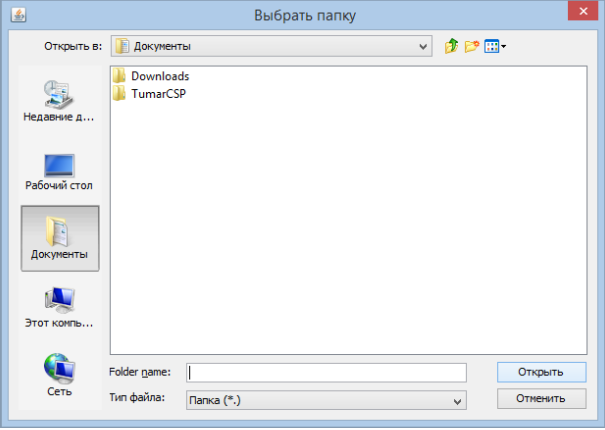 Выбрать папку
Открыть в:
Документы
Downloads
TumarCSP
Недавние д...
Рабочий стол
Документы
Этот компь...
Сеть
Folder name:
Открыть
Тип файла:
Папка (*.)
Отменить